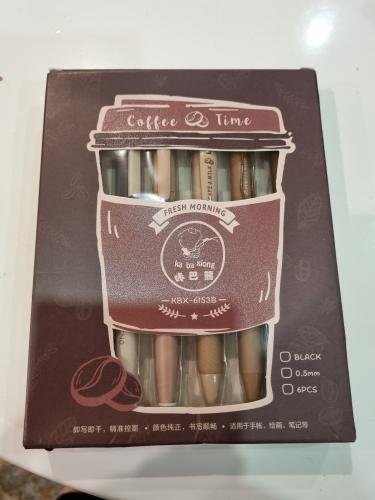 Coffee Time
FRESH MORNING
ka ba xiong
咔巴熊
KBX-6153B
BLACK
0.5mm
6PCS
即写即干，精准控墨 • 颜色纯正，书写顺畅 • 适用于手帐、绘画、笔记等